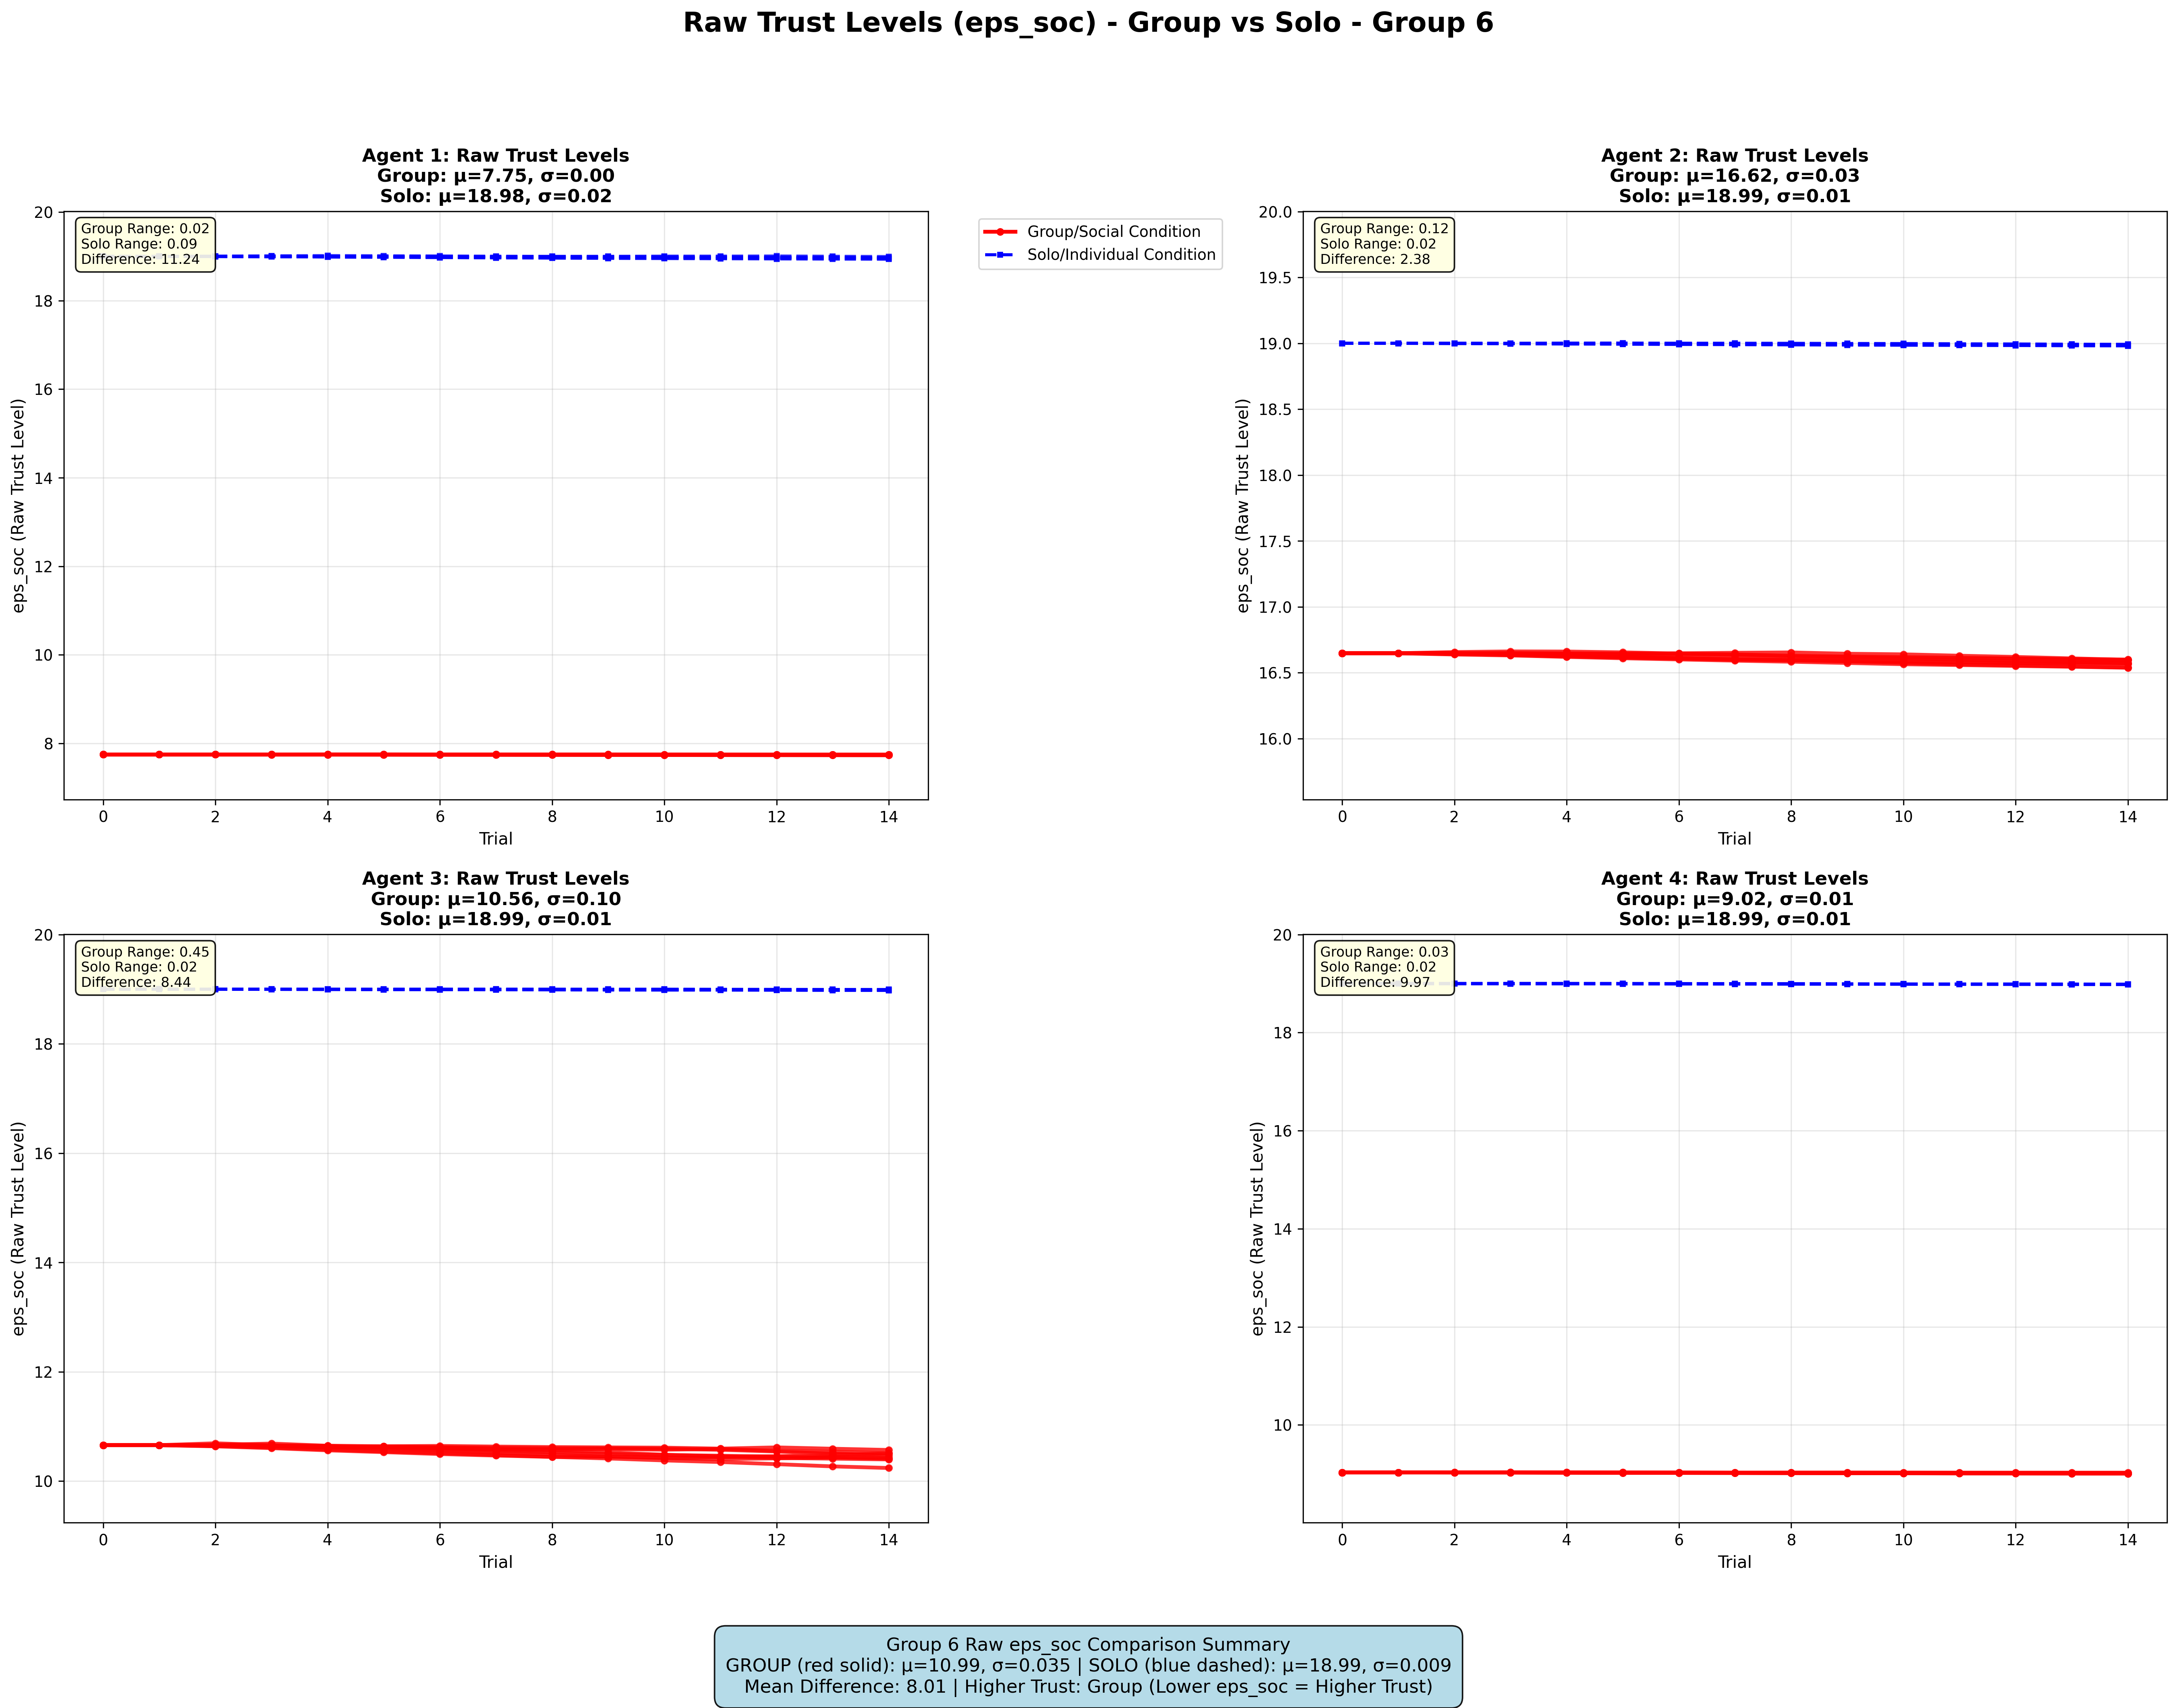 Raw Trust Levels (eps_soc) - Group vs Solo - Group 6
Agent 1: Raw Trust Levels
Group: μ=7.75, σ=0.00
Solo: μ=18.98, σ=0.02
Group Range: 0.02
Solo Range: 0.09
Difference: 11.24
20
18
16
14
12
10
8
eps_soc (Raw Trust Level)
0 2 4 6 8 10 12 14
Trial
Group/Social Condition
Solo/Individual Condition
Agent 2: Raw Trust Levels
Group: μ=16.62, σ=0.03
Solo: μ=18.99, σ=0.01
Group Range: 0.12
Solo Range: 0.02
Difference: 2.38
20.0
19.5
19.0
18.5
18.0
17.5
17.0
16.5
16.0
eps_soc (Raw Trust Level)
0 2 4 6 8 10 12 14
Trial
Agent 3: Raw Trust Levels
Group: μ=10.56, σ=0.10
Solo: μ=18.99, σ=0.01
Group Range: 0.45
Solo Range: 0.02
Difference: 8.44
20
18
16
14
12
10
eps_soc (Raw Trust Level)
0 2 4 6 8 10 12 14
Trial
Agent 4: Raw Trust Levels
Group: μ=9.02, σ=0.01
Solo: μ=18.99, σ=0.01
Group Range: 0.03
Solo Range: 0.02
Difference: 9.97
20
18
16
14
12
10
eps_soc (Raw Trust Level)
0 2 4 6 8 10 12 14
Trial
Group 6 Raw eps_soc Comparison Summary
GROUP (red solid): μ=10.99, σ=0.035 | SOLO (blue dashed): μ=18.99, σ=0.009
Mean Difference: 8.01 | Higher Trust: Group (Lower eps_soc = Higher Trust)